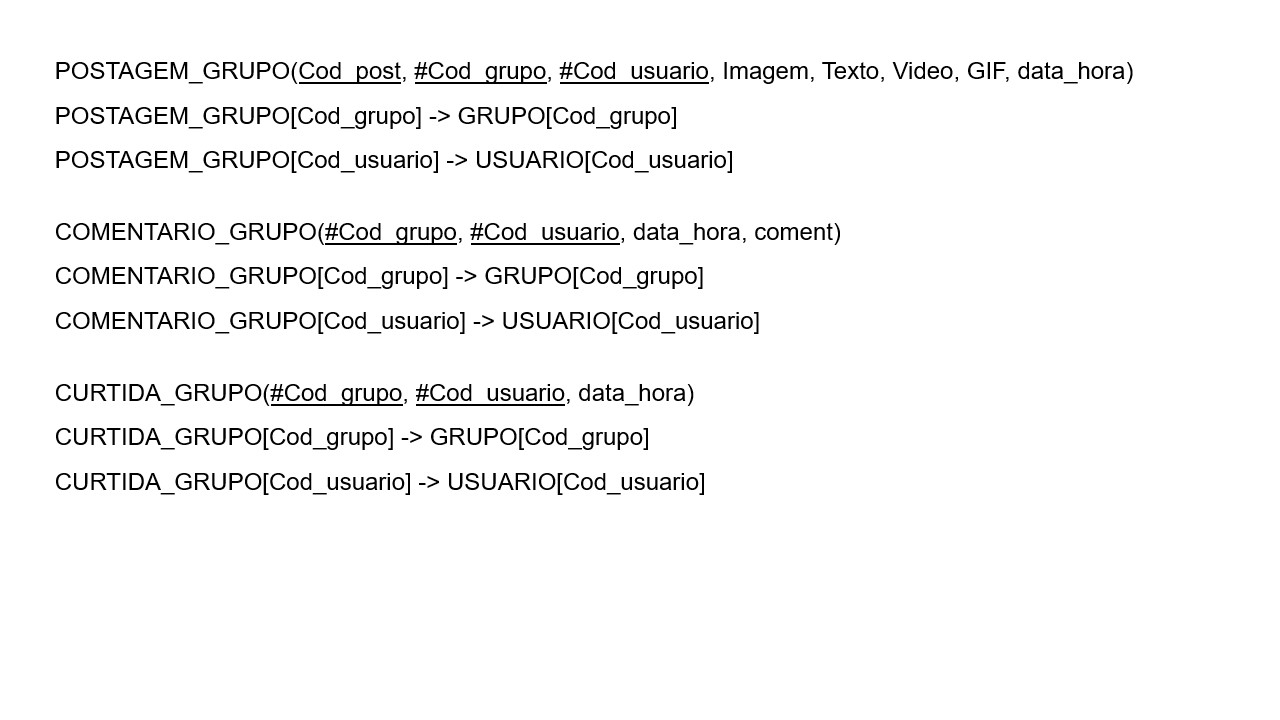 POSTAGEM_GRUPO(Cod_post, #Cod_grupo, #Cod_usuario, Imagem, Texto, Video, GIF, data_hora)
POSTAGEM_GRUPO[Cod_grupo] -> GRUPO[Cod_grupo]
POSTAGEM_GRUPO[Cod_usuario] -> USUARIO[Cod_usuario]
COMENTARIO_GRUPO(#Cod_grupo, #Cod_usuario, data_hora, coment)
COMENTARIO_GRUPO[Cod_grupo] -> GRUPO[Cod_grupo]
COMENTARIO_GRUPO[Cod_usuario] -> USUARIO[Cod_usuario]
CURTIDA_GRUPO(#Cod_grupo, #Cod_usuario, data_hora)
CURTIDA_GRUPO[Cod_grupo] -> GRUPO[Cod_grupo]
CURTIDA_GRUPO[Cod_usuario] -> USUARIO[Cod_usuario]